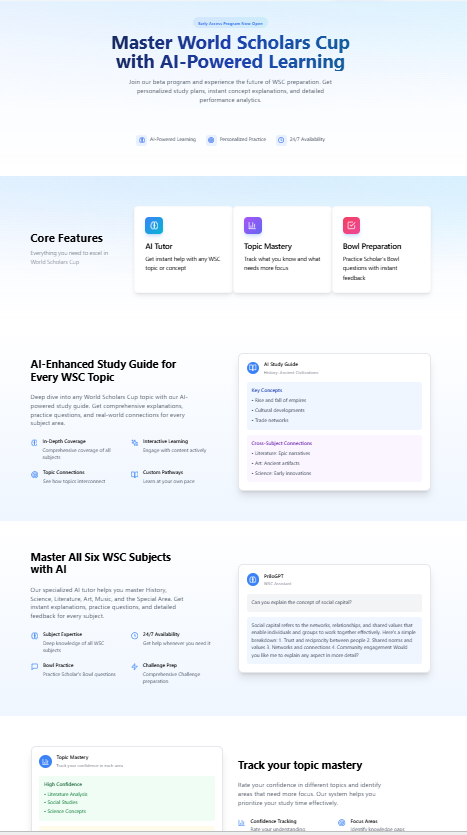 Early Access Program Now Open
Master World Scholars Cup
with AI-Powered Learning
Join our beta program and experience the future of WSC preparation. Get
personalized study plans, instant concept explanations, and detailed
performance analytics.
AI-Powered Learning
Personalized Practice
24/7 Availability
Core Features
Everything you need to excel in
World Scholars Cup
AI Tutor
Get instant help with any WSC
topic or concept
Topic Mastery
Track what you know and what
needs more focus
Bowl Preparation
Practice Scholar's Bowl
questions with instant
feedback
AI-Enhanced Study Guide for
Every WSC Topic
Deep dive into any World Scholars Cup topic with our AI-
powered study guide. Get comprehensive explanations,
practice questions, and real-world connections for every
subject area.
In-Depth Coverage
Comprehensive coverage of all
subjects
Interactive Learning
Engage with content actively
Topic Connections
See how topics interconnect
Custom Pathways
Learn at your own pace
AI Study Guide
History: Ancient Civilizations
Key Concepts
• Rise and fall of empires
• Cultural developments
• Trade networks
Cross-Subject Connections
• Literature: Epic narratives
• Art: Ancient artifacts
• Science: Early innovations
Master All Six WSC Subjects
with AI
Our specialized AI tutor helps you master History,
Science, Literature, Art, Music, and the Special Area. Get
instant explanations, practice questions, and detailed
feedback for every subject.
Subject Expertise
Deep knowledge of all WSC
subjects
24/7 Availability
Get help whenever you need it
Bowl Practice
Practice Scholar's Bowl questions
Challenge Prep
Comprehensive Challenge
preparation
PriloGPT
WSC Assistant
Can you explain the concept of social capital?
Social capital refers to the networks, relationships, and shared values that
enable individuals and groups to work together effectively. Here's a simple
breakdown: 1. Trust and reciprocity between people 2. Shared norms and
values 3. Networks and connections 4. Community engagement Would
you like me to explain any aspect in more detail?
Topic Mastery
Track your confidence in each area
High Confidence
• Literature Analysis
• Social Studies
• Science Concepts
Track your topic mastery
Rate your confidence in different topics and identify
areas that need more focus. Our system helps you
prioritize your study time effectively.
Confidence Tracking
Rate your understanding
Focus Areas
Identify knowledge gaps